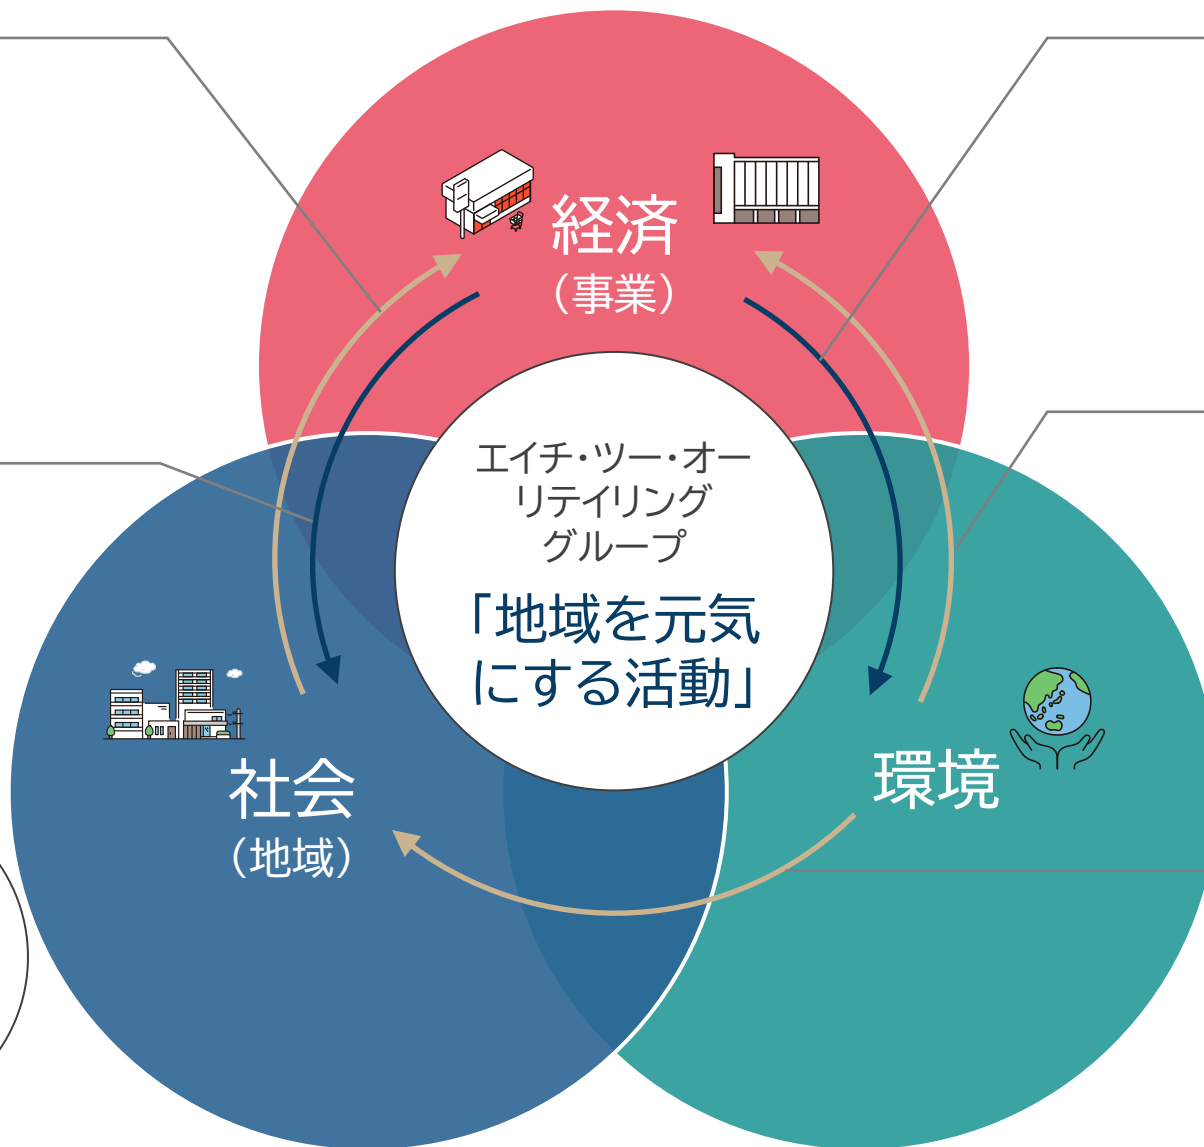 経済
（事業）
エイチ・ツー・オー
リテイリング
グループ
「地域を元気
にする活動」
社会
（地域）
環境